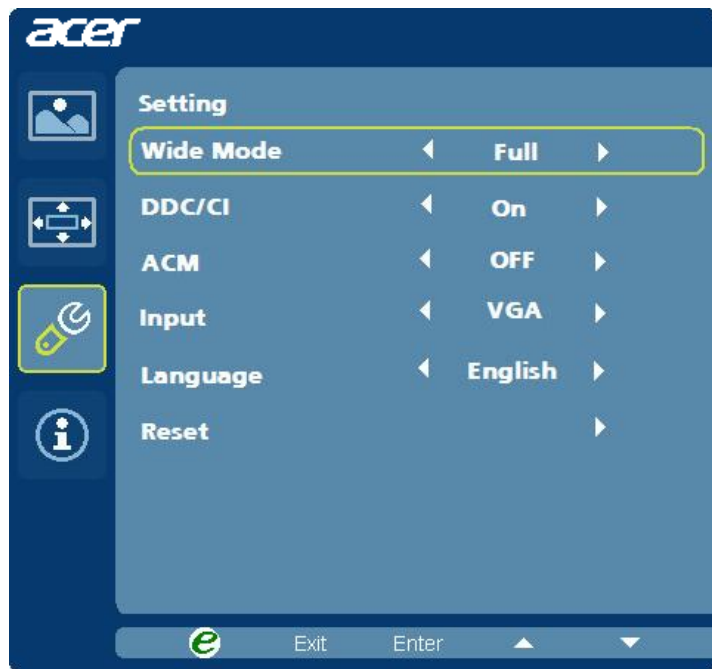 acer
Setting
Wide Mode Full
DDC/CI On
ACM OFF
Input VGA
Language English
Reset
e Exit Enter